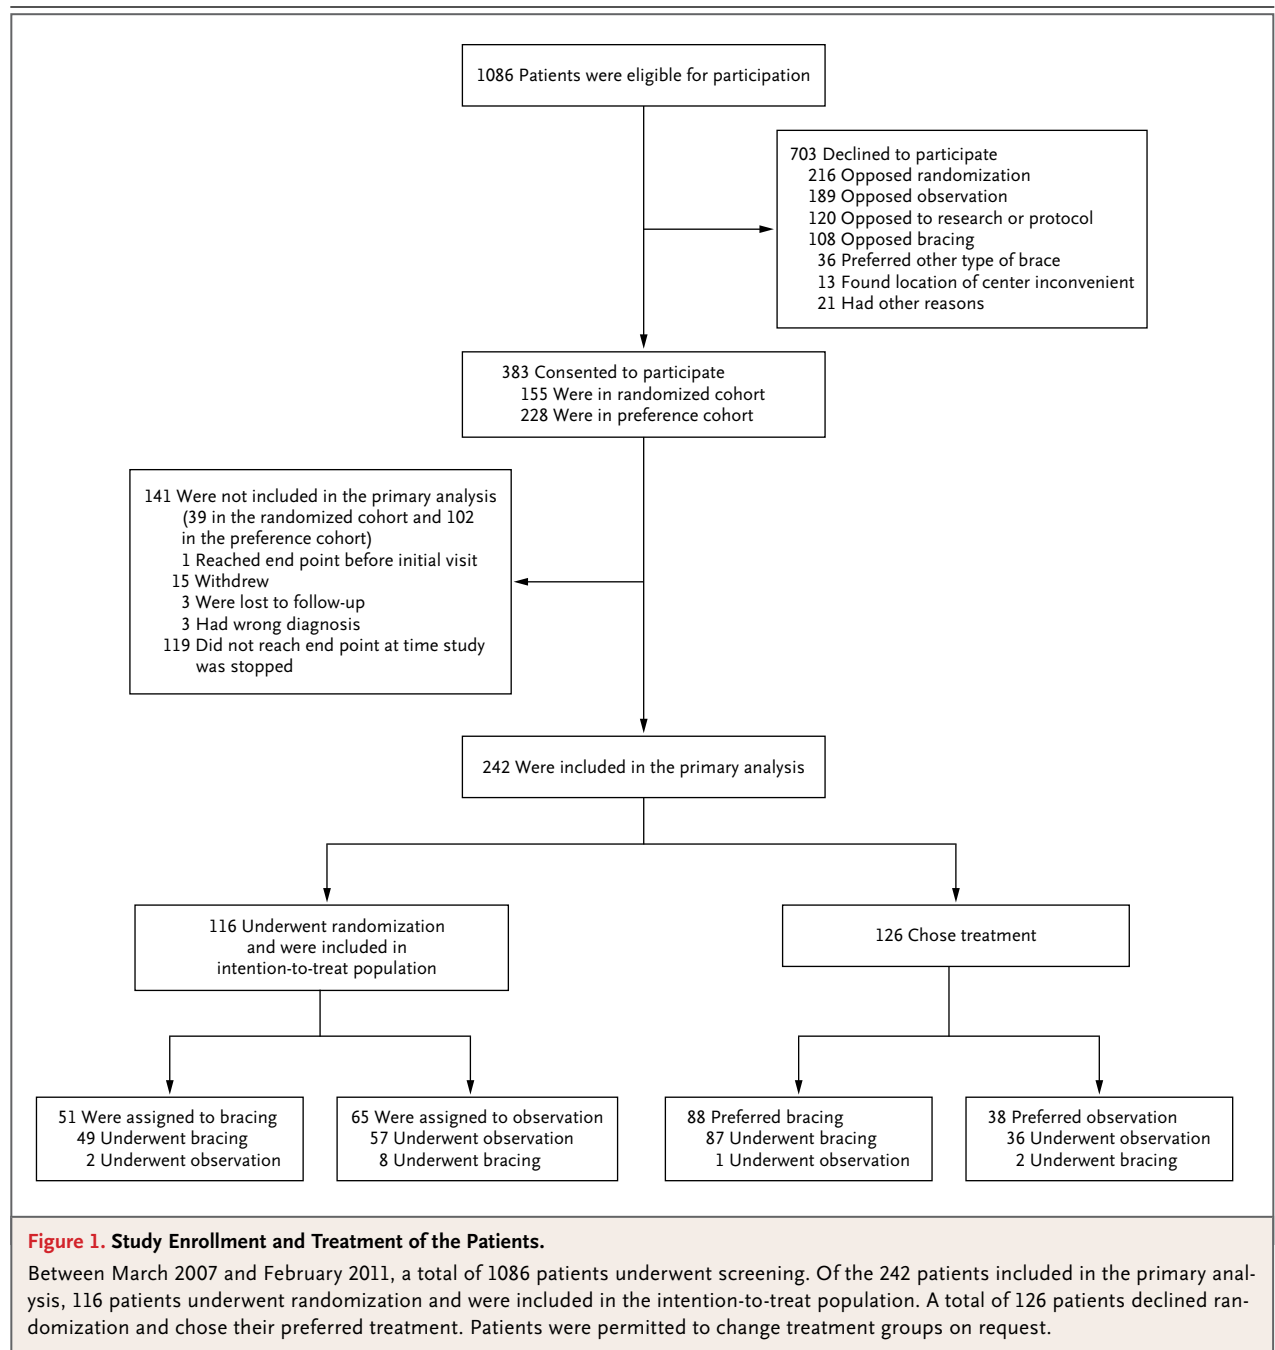 1086 Patients were eligible for participation
703 Declined to participate
216 Opposed randomization
189 Opposed observation
120 Opposed to research or protocol
108 Opposed bracing
36 Preferred other type of brace
13 Found location of center inconvenient
21 Had other reasons
383 Consented to participate
155 Were in randomized cohort
228 Were in preference cohort
141 Were not included in the primary analysis
(39 in the randomized cohort and 102
in the preference cohort)
1 Reached end point before initial visit
15 Withdrew
3 Were lost to follow-up
3 Had wrong diagnosis
119 Did not reach end point at time study
was stopped
242 Were included in the primary analysis
116 Underwent randomization
and were included in
intention-to-treat population
126 Chose treatment
51 Were assigned to bracing
49 Underwent bracing
2 Underwent observation
65 Were assigned to observation
57 Underwent observation
8 Underwent bracing
88 Preferred bracing
87 Underwent bracing
1 Underwent observation
38 Preferred observation
36 Underwent observation
2 Underwent bracing
Figure 1. Study Enrollment and Treatment of the Patients.
Between March 2007 and February 2011, a total of 1086 patients underwent screening. Of the 242 patients included in the primary anal-
ysis, 116 patients underwent randomization and were included in the intention-to-treat population. A total of 126 patients declined ran-
domization and chose their preferred treatment. Patients were permitted to change treatment groups on request.